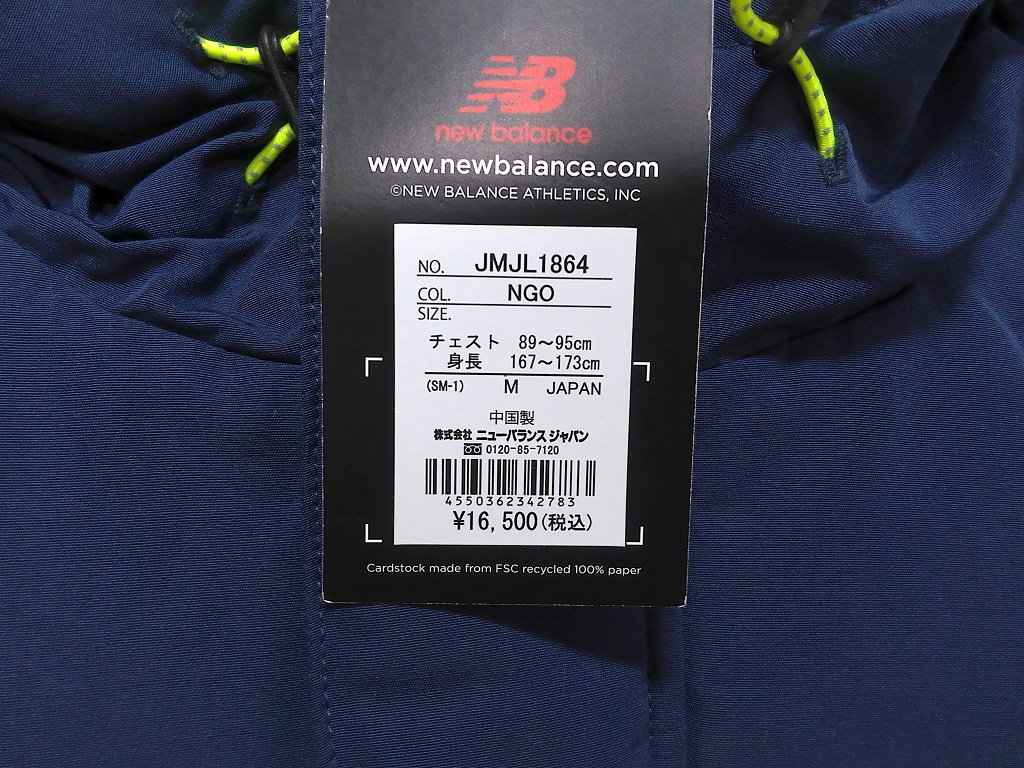 NB
new balance
www.newbalance.com
©NEW BALANCE ATHLETICS, INC
NO. JMJL1864
COL. NGO
SIZE.
チェスト 89～95cm
身長 167～173cm
(SM-1) M JAPAN
中国製
株式会社 ニューバランス ジャパン
0120-85-7120
4550362342783
¥16,500(税込)
Cardstock made from FSC recycled 100% paper